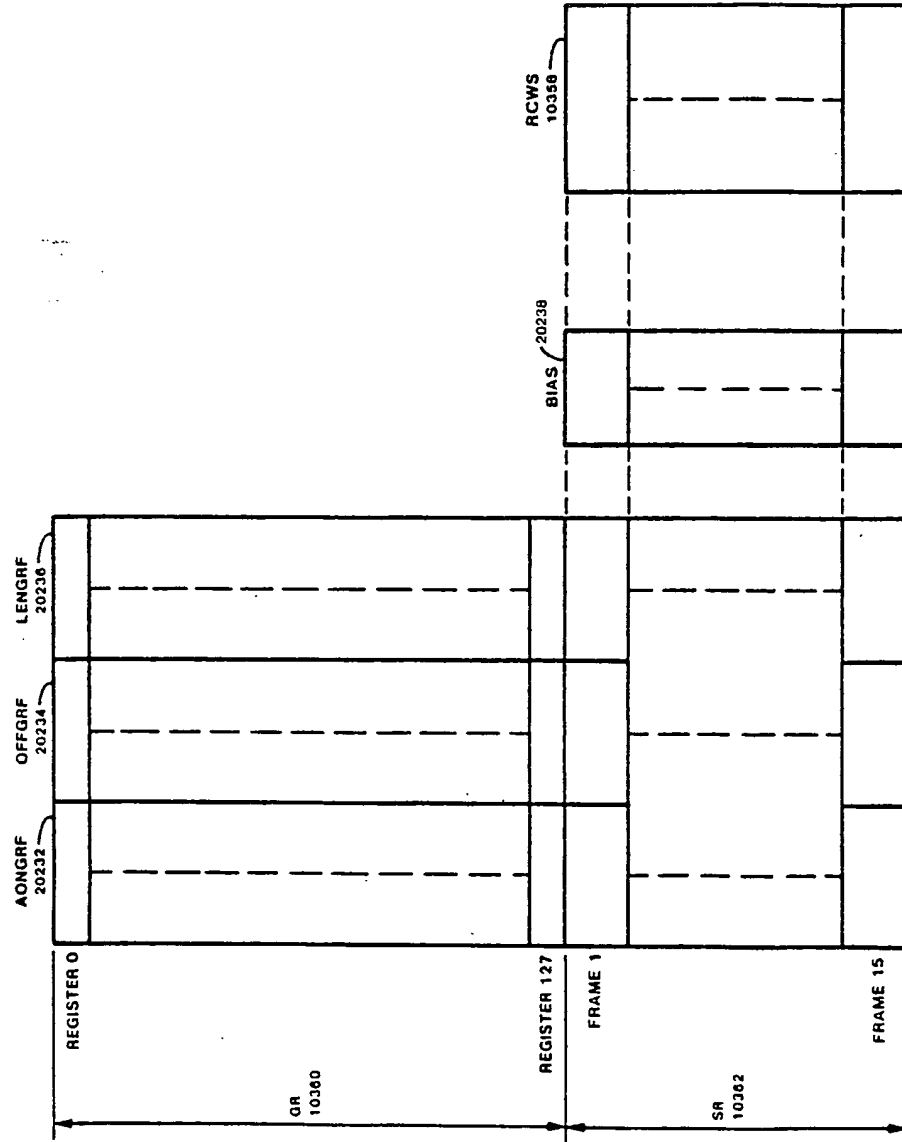 AONGRF
20232
OFFGRF
20234
LENGRF
20236
REGISTER 0
GR
10360
REGISTER 127
BIAS
20238
RCWS
10358
FRAME 1
SR
10362
FRAME 15